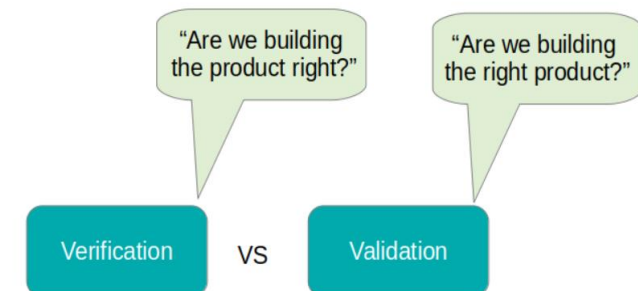 “Are we building
the product right?”
“Are we building
the right product?”
Verification
VS
Validation